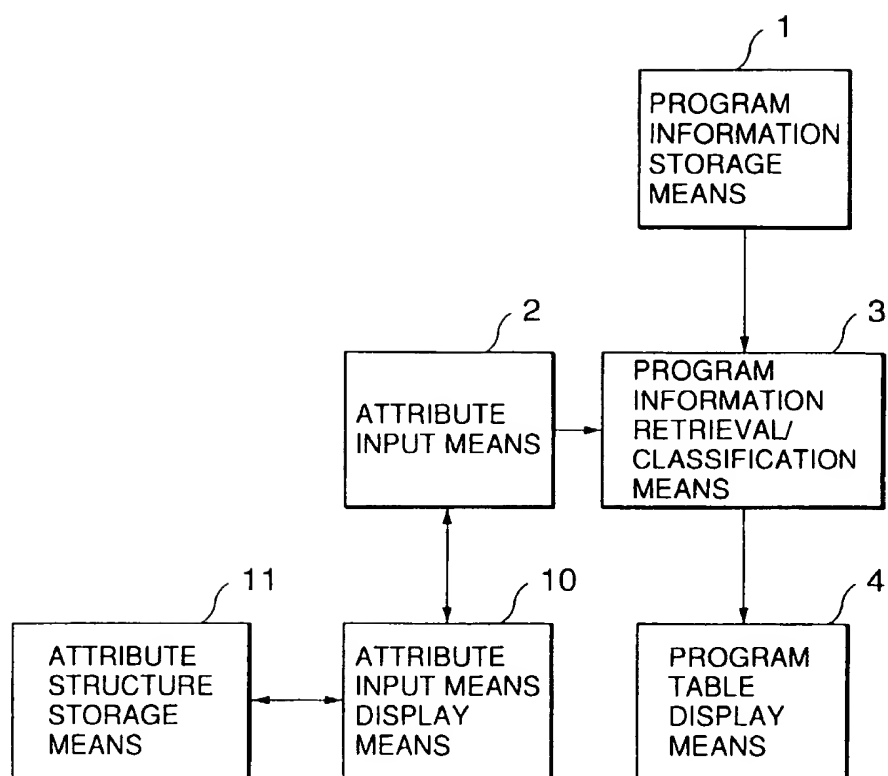 1
PROGRAM
INFORMATION
STORAGE
MEANS
2
3
ATTRIBUTE
INPUT MEANS
PROGRAM
INFORMATION
RETRIEVAL/
CLASSIFICATION
MEANS
11
10
4
ATTRIBUTE
STRUCTURE
STORAGE
MEANS
ATTRIBUTE
INPUT MEANS
DISPLAY
MEANS
PROGRAM
TABLE
DISPLAY
MEANS